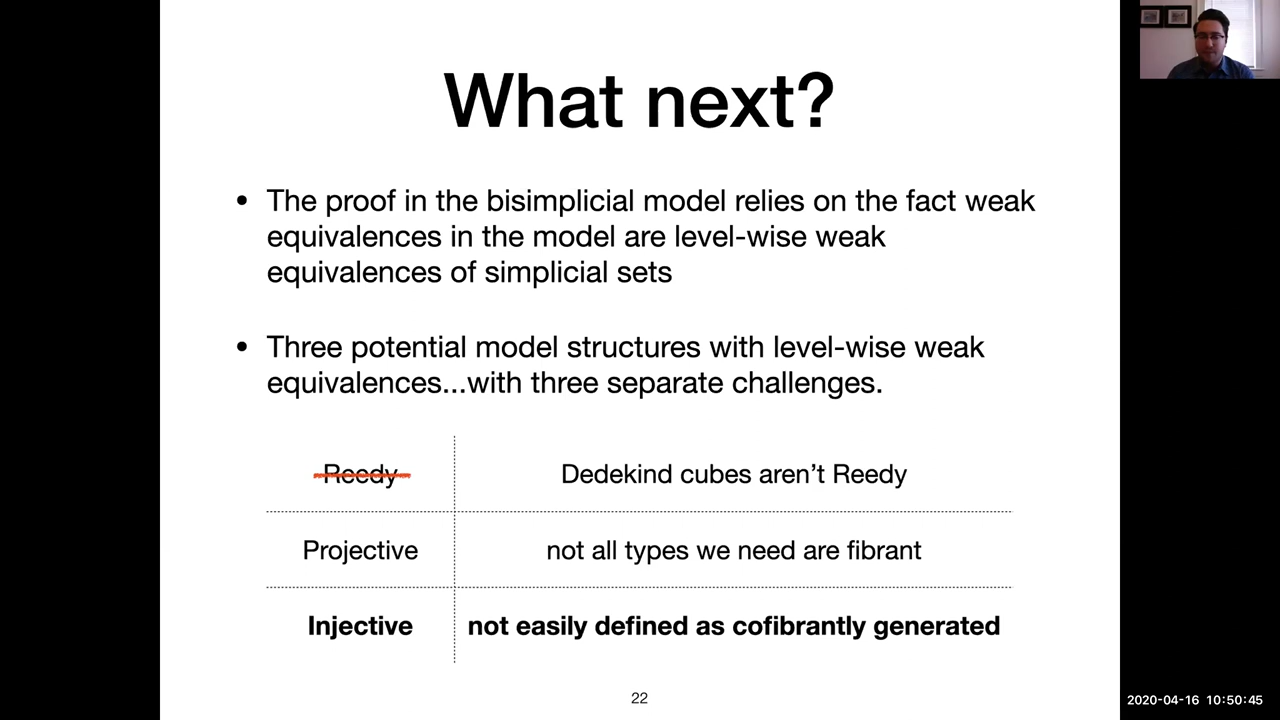 What next?
• The proof in the bisimplicial model relies on the fact weak
equivalences in the model are level-wise weak
equivalences of simplicial sets
• Three potential model structures with level-wise weak
equivalences...with three separate challenges.
Reedy Dedekind cubes aren’t Reedy
Projective not all types we need are fibrant
Injective not easily defined as cofibrantly generated
22
2020-04-16 10:50:45